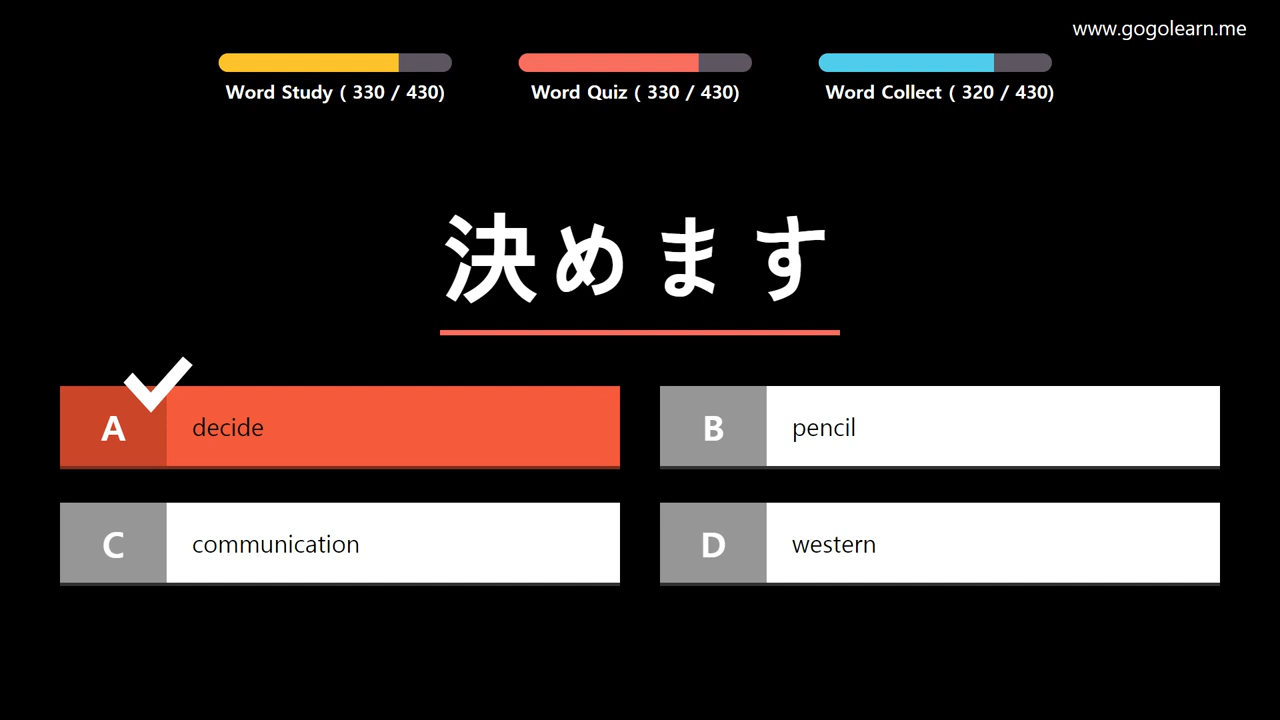 www.gogolearn.me
Word Study ( 330 / 430)
Word Quiz ( 330 / 430)
Word Collect ( 320 / 430)
決めます
A decide
B pencil
C communication
D western